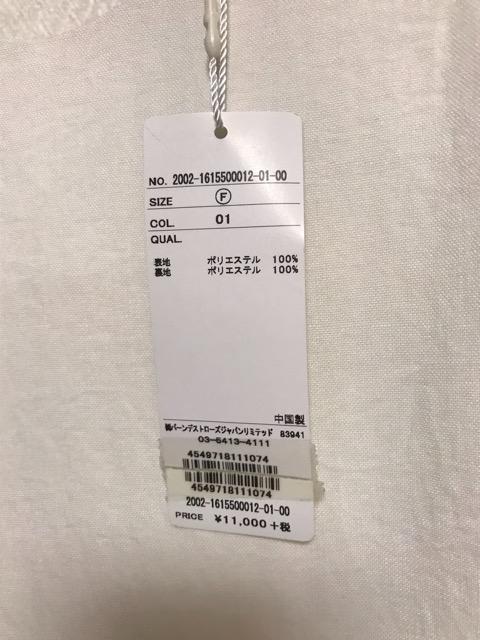 NO. 2002-1615500012-01-00
SIZE Ⓕ
COL. 01
QUAL.
表地 ポリエステル 100%
裏地 ポリエステル 100%
中国製
㈱バーンデストローズジャパンリミテッド 83941
03-5413-4111
4549718111074
4549718111074
2002-1615500012-01-00
PRICE ¥11,000+税